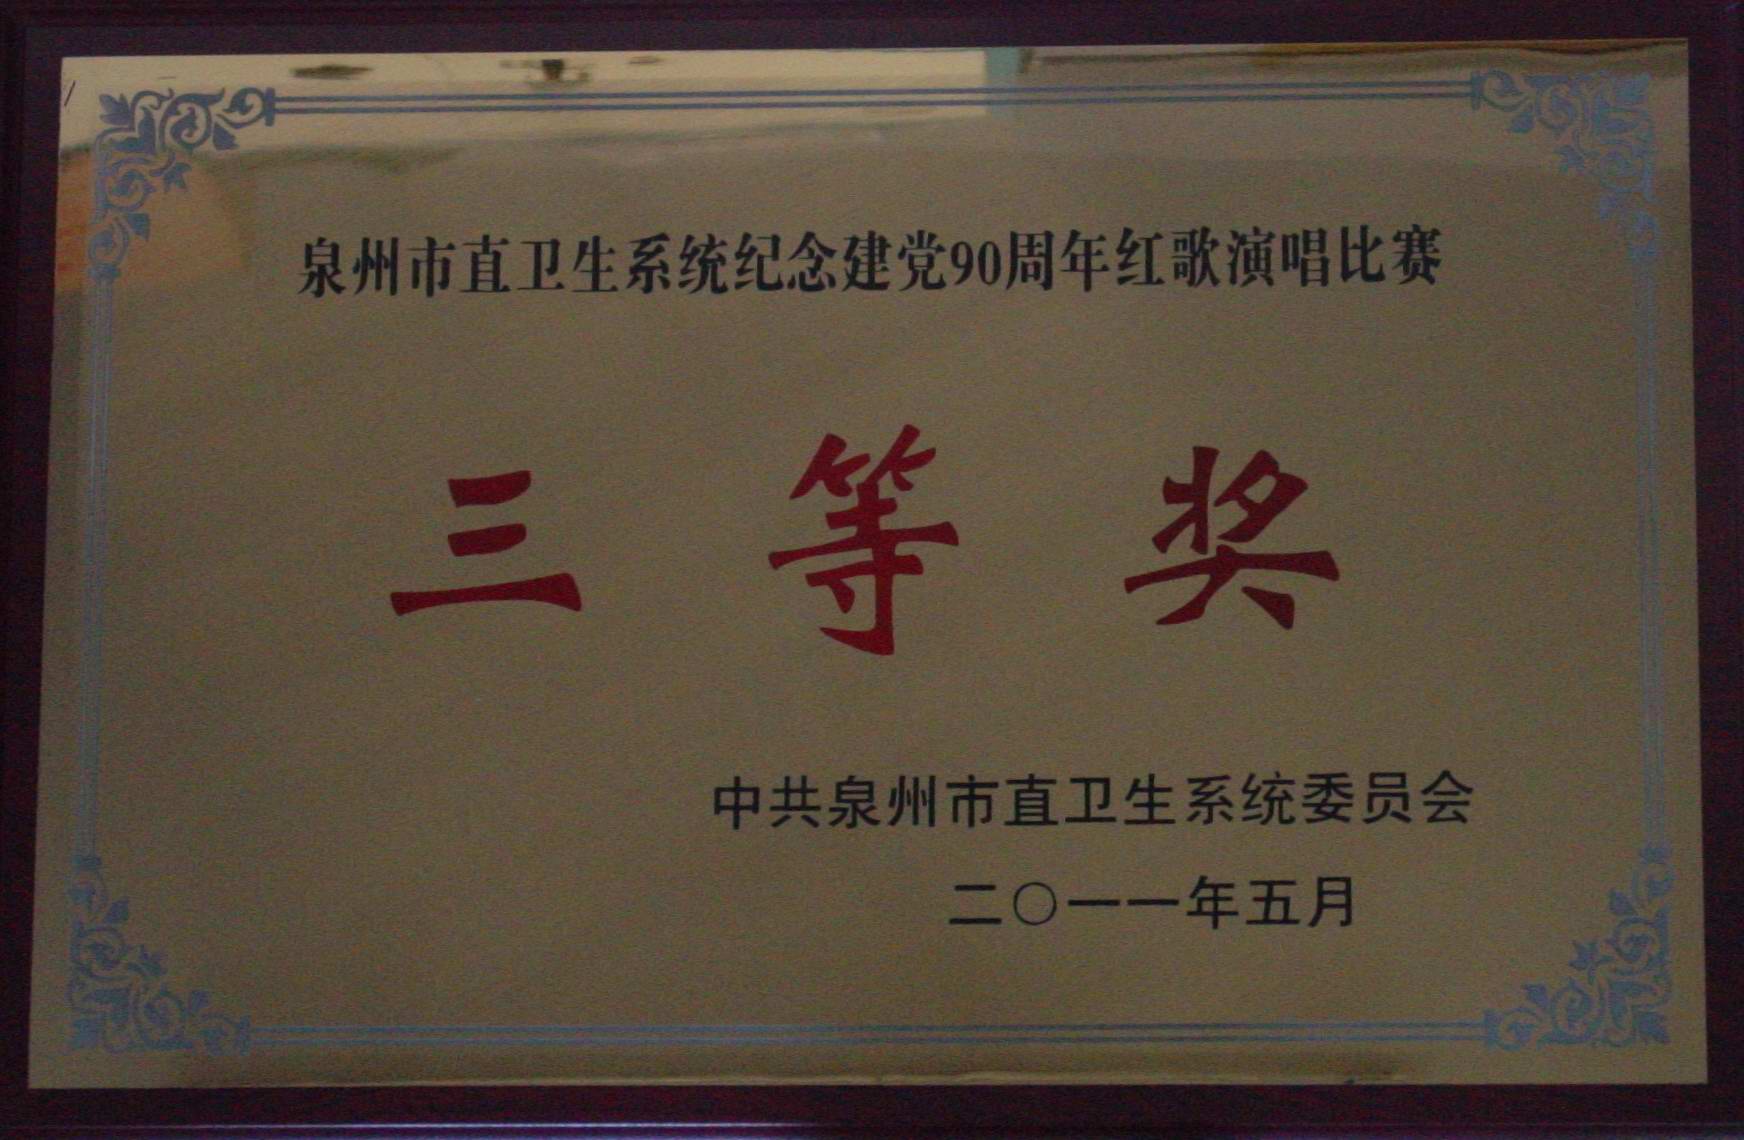 泉州市直卫生系统纪念建党90周年红歌演唱比赛
三等奖
中共泉州市直卫生系统委员会
二〇一一年五月